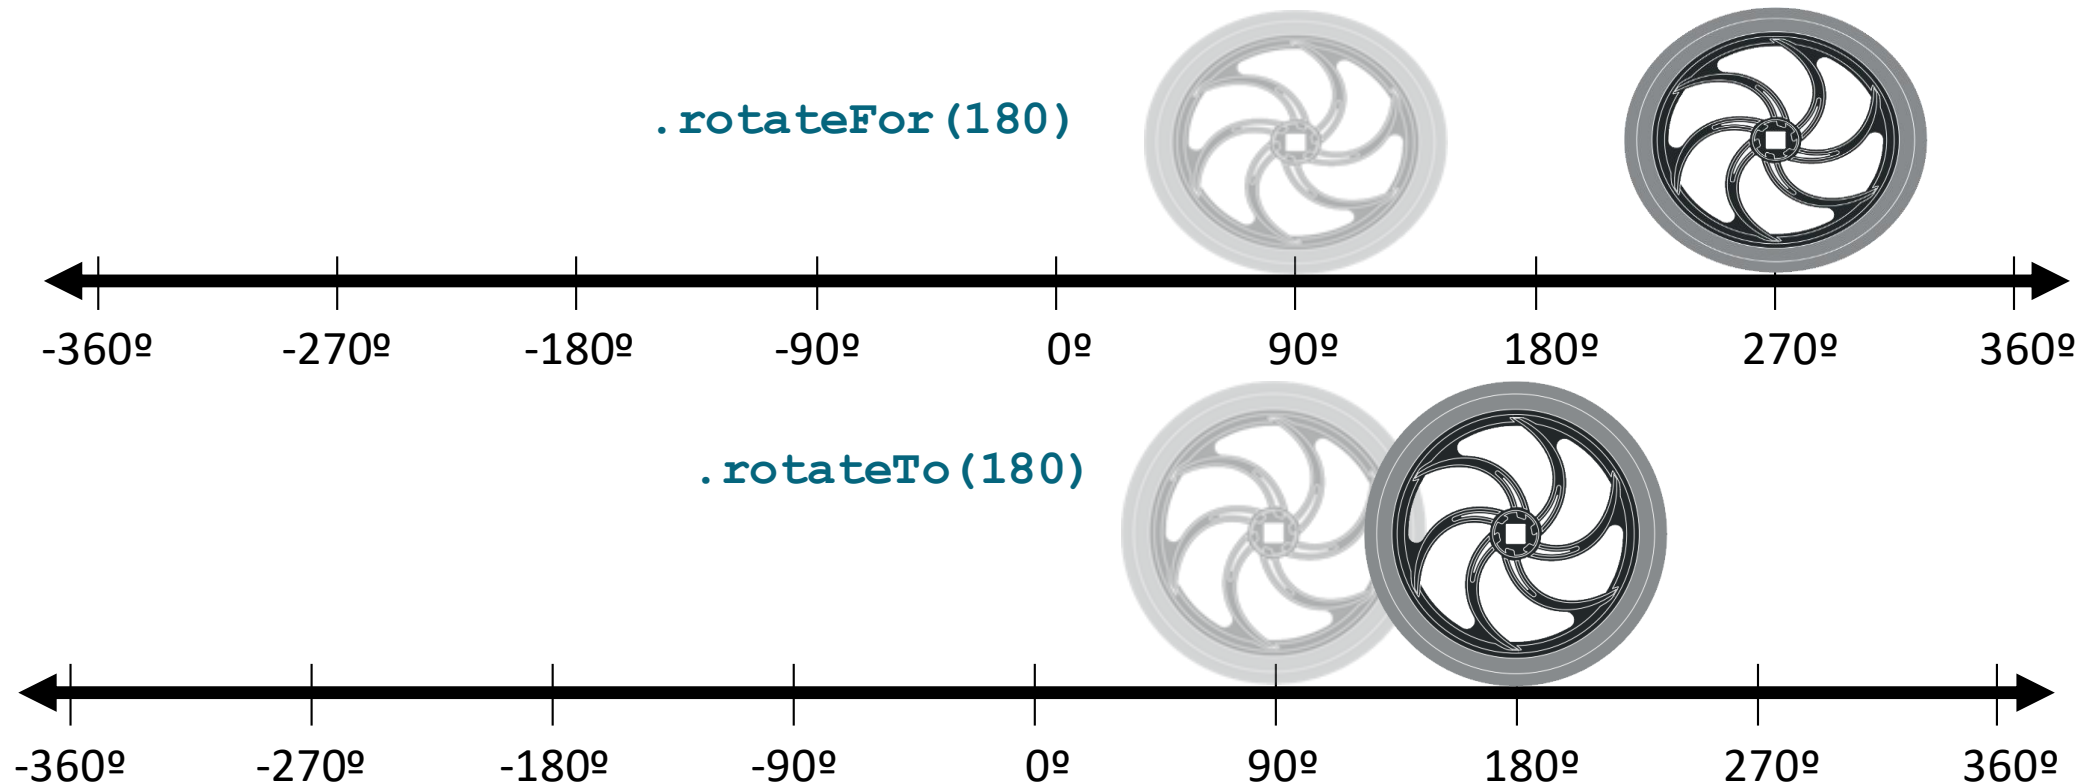 .rotateFor(180)
-360º -270º -180º -90º 0º 90º 180º 270º 360º
.rotateTo(180)
-360º -270º -180º -90º 0º 90º 180º 270º 360º